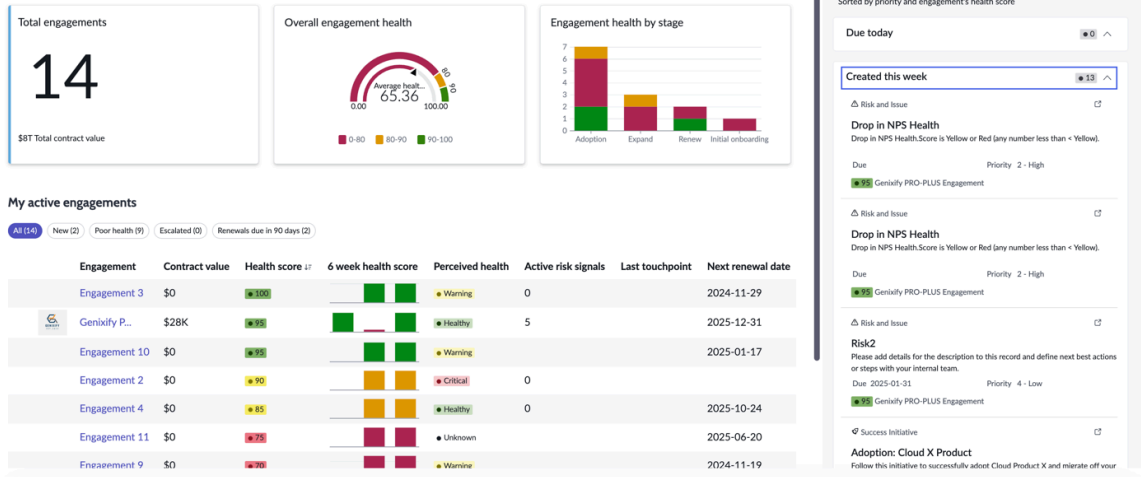 Total engagements
14
$8T Total contract value
Overall engagement health
Average healt...
65.36
0.00
80
90
100.00
0-80
80-90
90-100
Engagement health by stage
7
6
5
4
3
2
1
0
Adoption
Expand
Renew
Initial onboarding
My active engagements
All (14)
New (2)
Poor health (9)
Escalated (0)
Renewals due in 90 days (2)
Engagement Contract value Health score 6 week health score Perceived health Active risk signals Last touchpoint Next renewal date
Engagement 3 $0 100 Warning 0 2024-11-29
Genixify P... $28K 95 Healthy 5 2025-12-31
Engagement 10 $0 95 Warning 2025-01-17
Engagement 2 $0 90 Critical 0
Engagement 4 $0 85 Healthy 0 2025-10-24
Engagement 11 $0 75 Unknown 2025-06-20
Engagement 9 $0 70 Warning 2024-11-19
Sorted by priority and engagement's health score
Due today 0
Created this week 13
Risk and Issue
Drop in NPS Health
Drop in NPS Health.Score is Yellow or Red (any number less than < Yellow).
Due Priority 2 - High
95 Genixify PRO-PLUS Engagement
Risk and Issue
Drop in NPS Health
Drop in NPS Health.Score is Yellow or Red (any number less than < Yellow).
Due Priority 2 - High
95 Genixify PRO-PLUS Engagement
Risk and Issue
Risk2
Please add details for the description to this record and define next best actions
or steps with your internal team.
Due 2025-01-31 Priority 4 - Low
95 Genixify PRO-PLUS Engagement
Success Initiative
Adoption: Cloud X Product
Follow this initiative to successfully adopt Cloud Product X and migrate off your